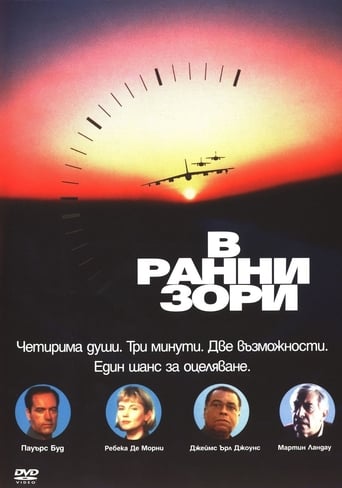 В
РАННИ
ЗОРИ
Четирима души. Три минути. Две възможности.
Един шанс за оцеляване.
Пауърс Буд
Ребека Де Морни
Джеймс Ърл Джоунс
Мартин Ландау
DVD
VIDEO